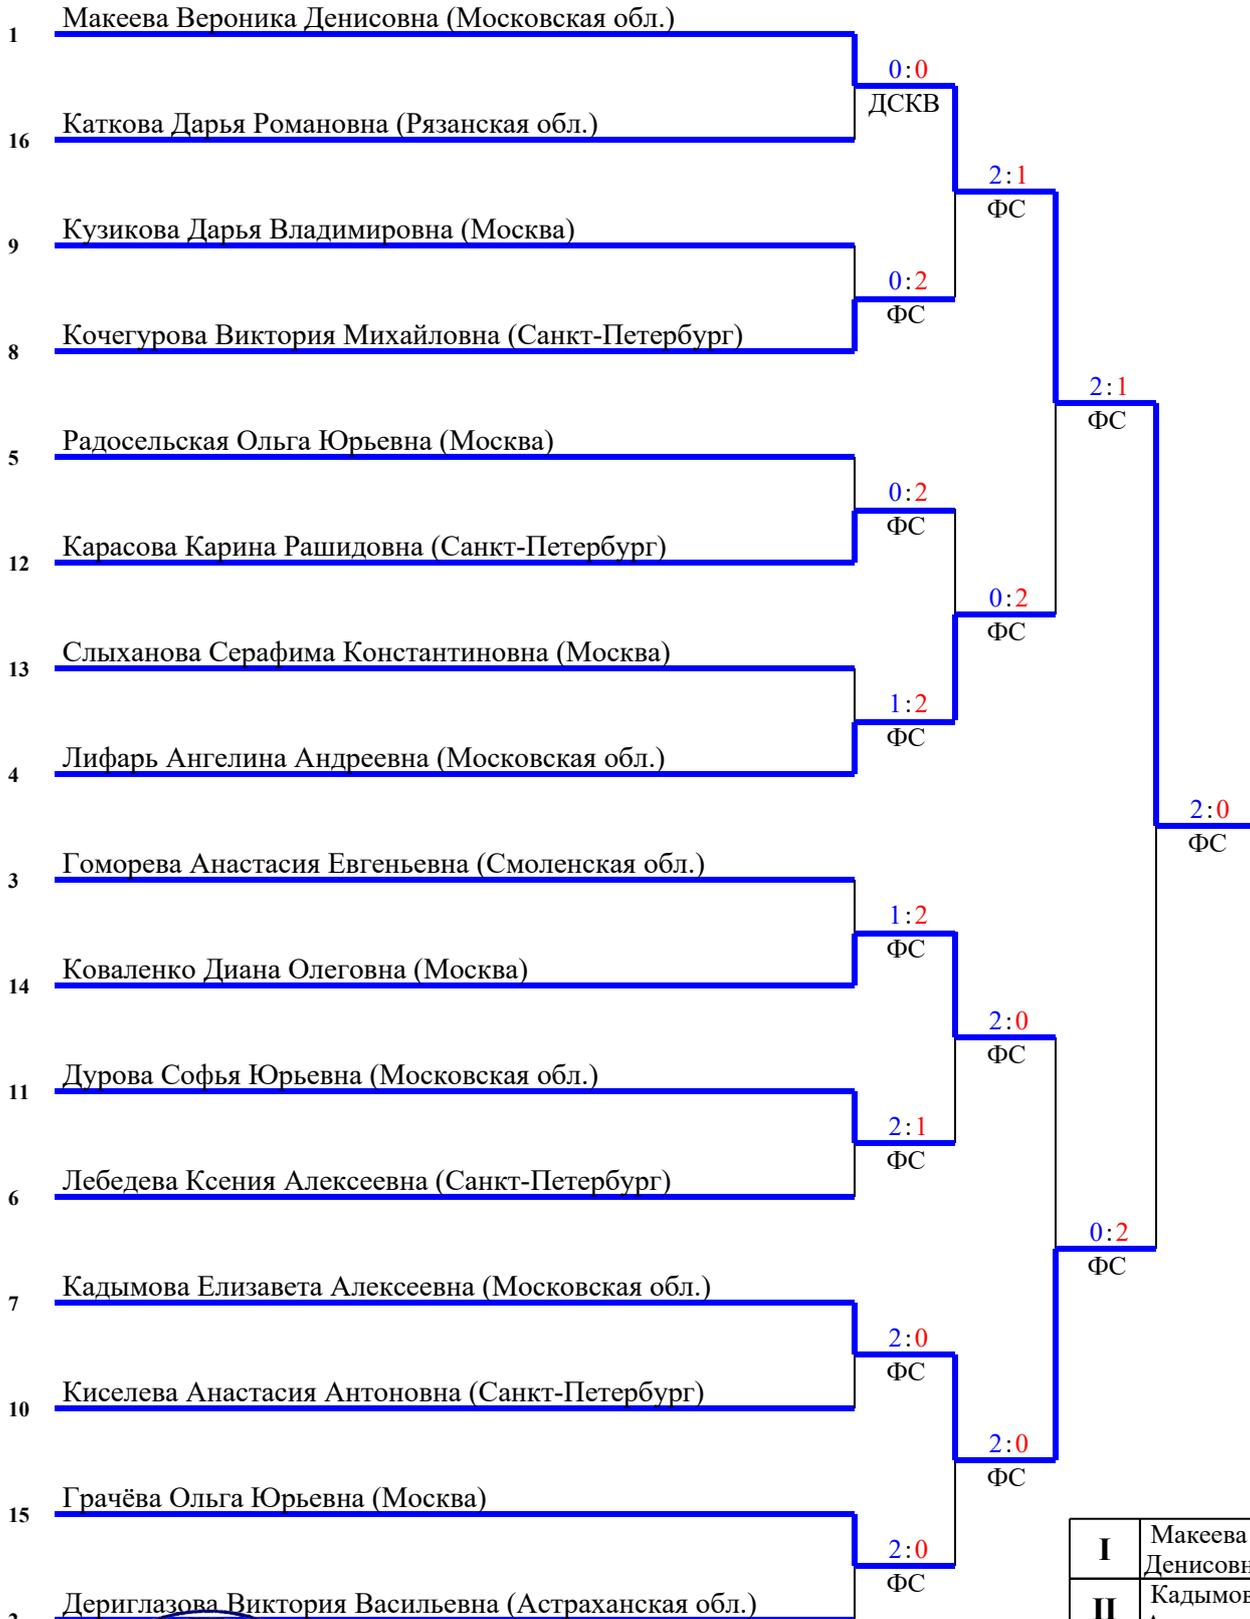 Макеева Вероника Денисовна (Московская обл.)
1
0:0
ДСКВ
Каткова Дарья Романовна (Рязанская обл.)
16
2:1
ФС
Кузикова Дарья Владимировна (Москва)
9
0:2
ФС
Кочегурова Виктория Михайловна (Санкт-Петербург)
8
2:1
ФС
Радосельская Ольга Юрьевна (Москва)
5
0:2
ФС
Карасова Карина Рашидовна (Санкт-Петербург)
12
0:2
ФС
Слыханова Серафима Константиновна (Москва)
13
1:2
ФС
Лифарь Ангелина Андреевна (Московская обл.)
4
2:0
ФС
Гоморева Анастасия Евгеньевна (Смоленская обл.)
3
1:2
ФС
Коваленко Диана Олеговна (Москва)
14
2:0
ФС
Дурова Софья Юрьевна (Московская обл.)
11
2:1
ФС
Лебедева Ксения Алексеевна (Санкт-Петербург)
6
0:2
ФС
Кадымова Елизавета Алексеевна (Московская обл.)
7
2:0
ФС
Киселева Анастасия Антоновна (Санкт-Петербург)
10
2:0
ФС
Грачёва Ольга Юрьевна (Москва)
15
2:0
ФС
I
Макеева
Денисовн
Дериглазова Виктория Васильевна (Астраханская обл.)
II
Кадымов